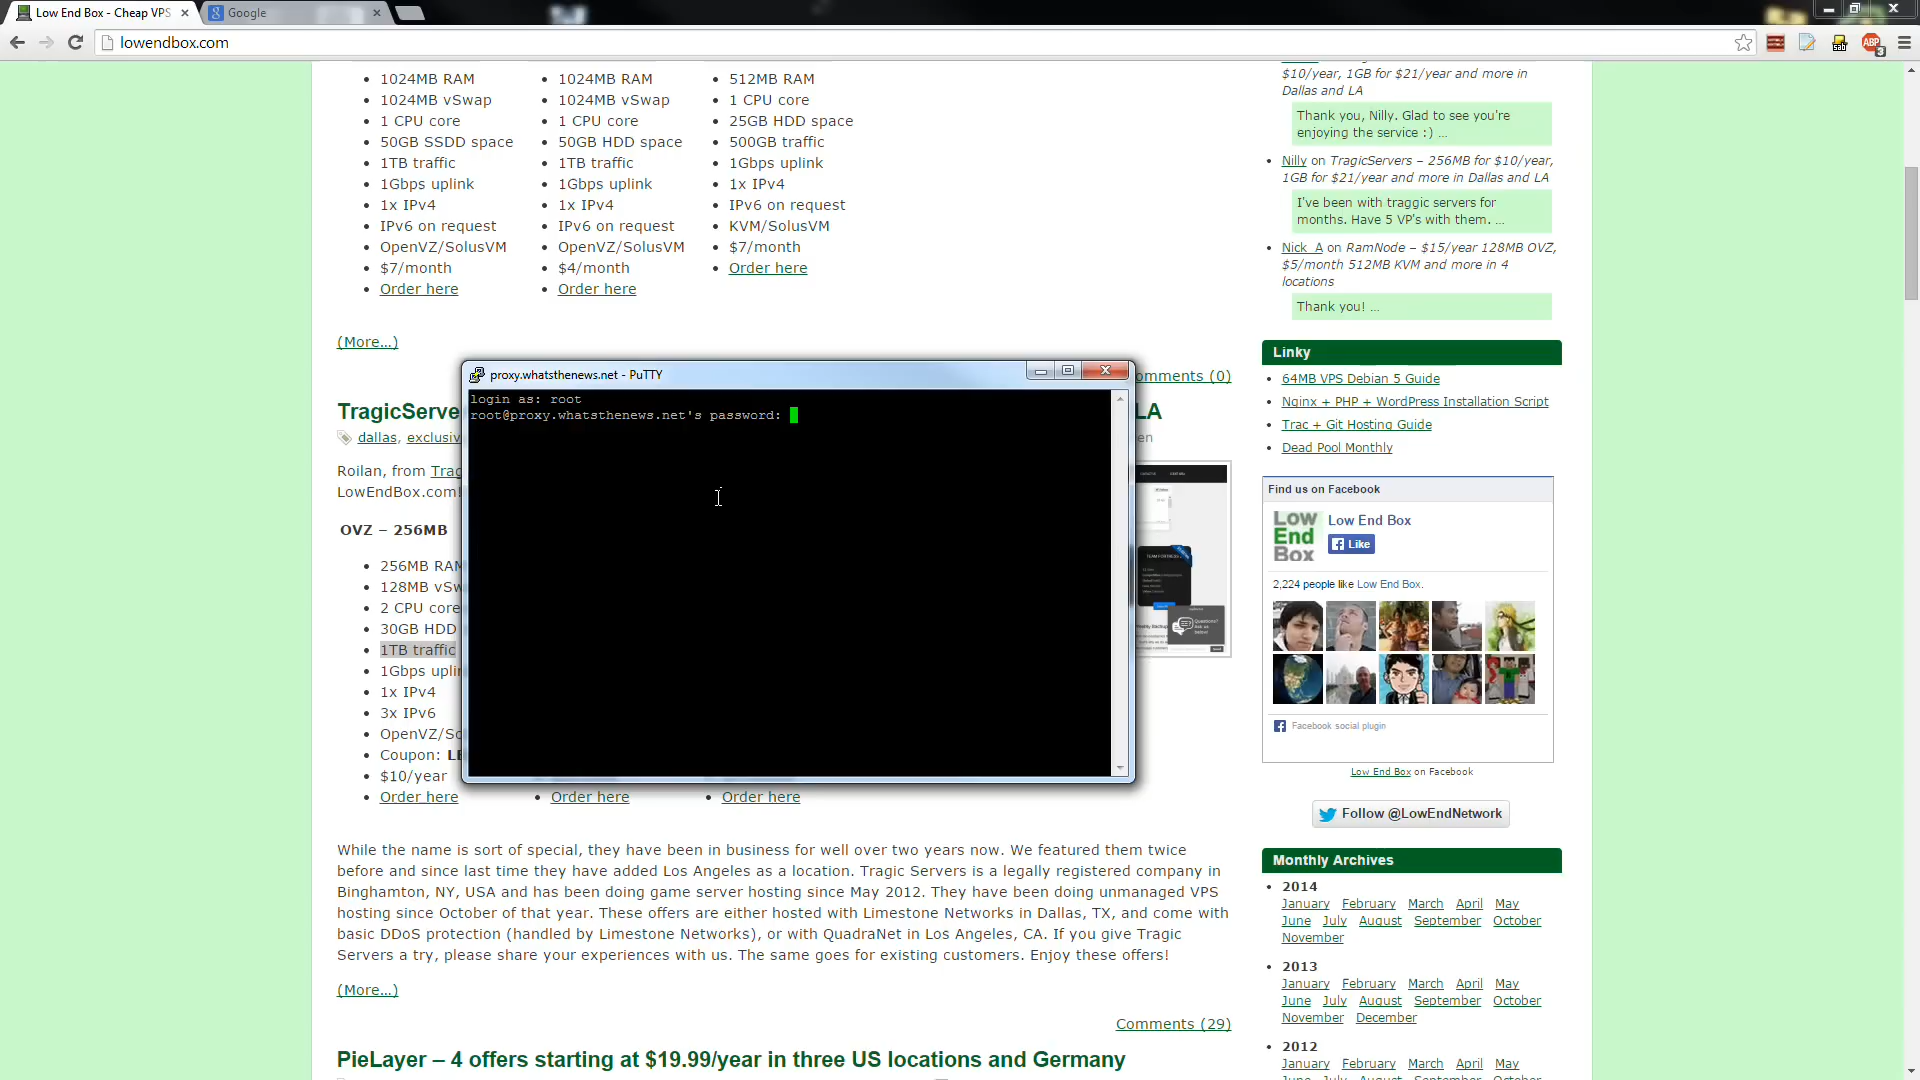 Low End Box - Cheap VPS
Google
lowendbox.com
1024MB RAM
1024MB vSwap
1 CPU core
50GB SSDD space
1TB traffic
1Gbps uplink
1x IPv4
IPv6 on request
OpenVZ/SolusVM
$7/month
Order here
1024MB RAM
1024MB vSwap
1 CPU core
50GB HDD space
1TB traffic
1Gbps uplink
1x IPv4
IPv6 on request
OpenVZ/SolusVM
$4/month
Order here
512MB RAM
1 CPU core
25GB HDD space
500GB traffic
1Gbps uplink
1x IPv4
IPv6 on request
KVM/SolusVM
$7/month
Order here
(More...)
omments (0)
proxy.whatsthenews.net - PuTTY
login as: root
root@proxy.whatsthenews.net's password:
TragicServe
LA
dallas, exclusiv
en
Roilan, from Trag
LowEndBox.com!
OVZ – 256MB
256MB RAM
128MB vSw
2 CPU core
30GB HDD
1TB traffic
1Gbps uplin
1x IPv4
3x IPv6
OpenVZ/So
Coupon: LE
$10/year
Order here
Order here
Order here
While the name is sort of special, they have been in business for well over two years now. We featured them twice
before and since last time they have added Los Angeles as a location. Tragic Servers is a legally registered company in
Binghamton, NY, USA and has been doing game server hosting since May 2012. They have been doing unmanaged VPS
hosting since October of that year. These offers are either hosted with Limestone Networks in Dallas, TX, and come with
basic DDoS protection (handled by Limestone Networks), or with QuadraNet in Los Angeles, CA. If you give Tragic
Servers a try, please share your experiences with us. The same goes for existing customers. Enjoy these offers!
(More...)
Comments (29)
PieLayer – 4 offers starting at $19.99/year in three US locations and Germany
$10/year, 1GB for $21/year and more in
Dallas and LA
Thank you, Nilly. Glad to see you're
enjoying the service :) ...
Nilly on TragicServers – 256MB for $10/year,
1GB for $21/year and more in Dallas and LA
I've been with traggic servers for
months. Have 5 VP's with them. ...
Nick_A on RamNode – $15/year 128MB OVZ,
$5/month 512MB KVM and more in 4
locations
Thank you! ...
Linky
64MB VPS Debian 5 Guide
Nginx + PHP + WordPress Installation Script
Trac + Git Hosting Guide
Dead Pool Monthly
Find us on Facebook
Low
End
Box
Low End Box
Like
2,224 people like Low End Box.
Facebook social plugin
Low End Box on Facebook
Follow @LowEndNetwork
Monthly Archives
2014
January February March April May
June July August September October
November
2013
January February March April May
June July August September October
November December
2012
January February March April May